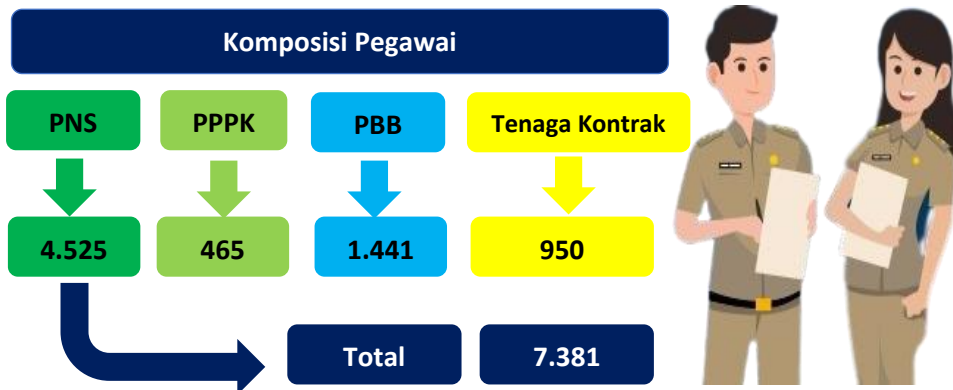 Komposisi Pegawai
PNS PPPK PBB Tenaga Kontrak
4.525 465 1.441 950
Total 7.381